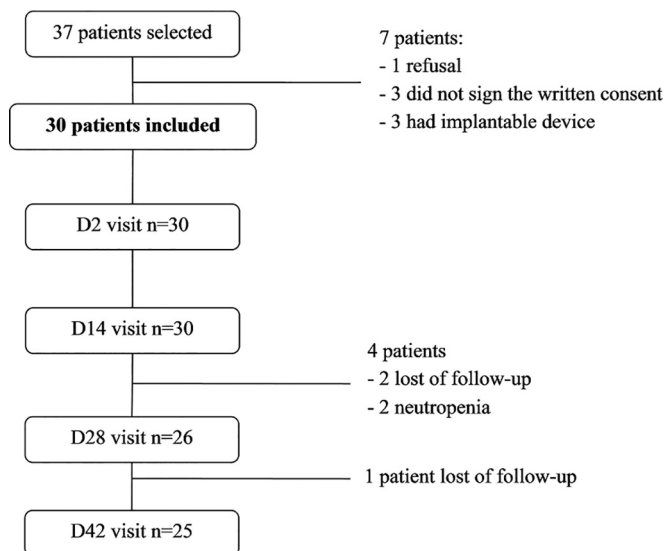 37 patients selected
7 patients:
- 1 refusal
- 3 did not sign the written consent
- 3 had implantable device
30 patients included
D2 visit n=30
D14 visit n=30
4 patients
- 2 lost of follow-up
- 2 neutropenia
D28 visit n=26
1 patient lost of follow-up
D42 visit n=25